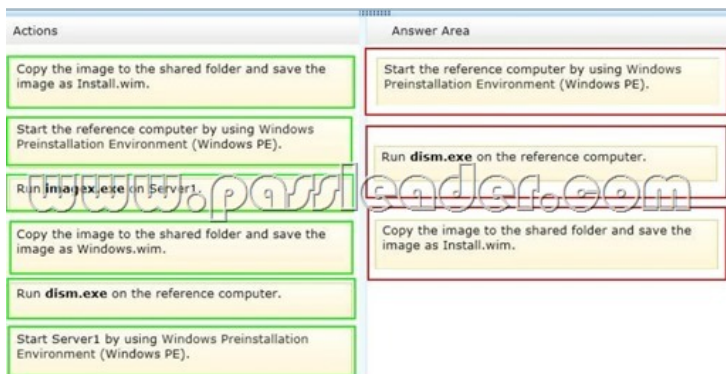 Actions
Copy the image to the shared folder and save the
image as Install.wim.
Start the reference computer by using Windows
Preinstallation Environment (Windows PE).
Run imagex.exe on Server1.
Copy the image to the shared folder and save the
image as Windows.wim.
Run dism.exe on the reference computer.
Start Server1 by using Windows Preinstallation
Environment (Windows PE).
Answer Area
Start the reference computer by using Windows
Preinstallation Environment (Windows PE).
Run dism.exe on the reference computer.
Copy the image to the shared folder and save the
image as Install.wim.
www.passleader.com